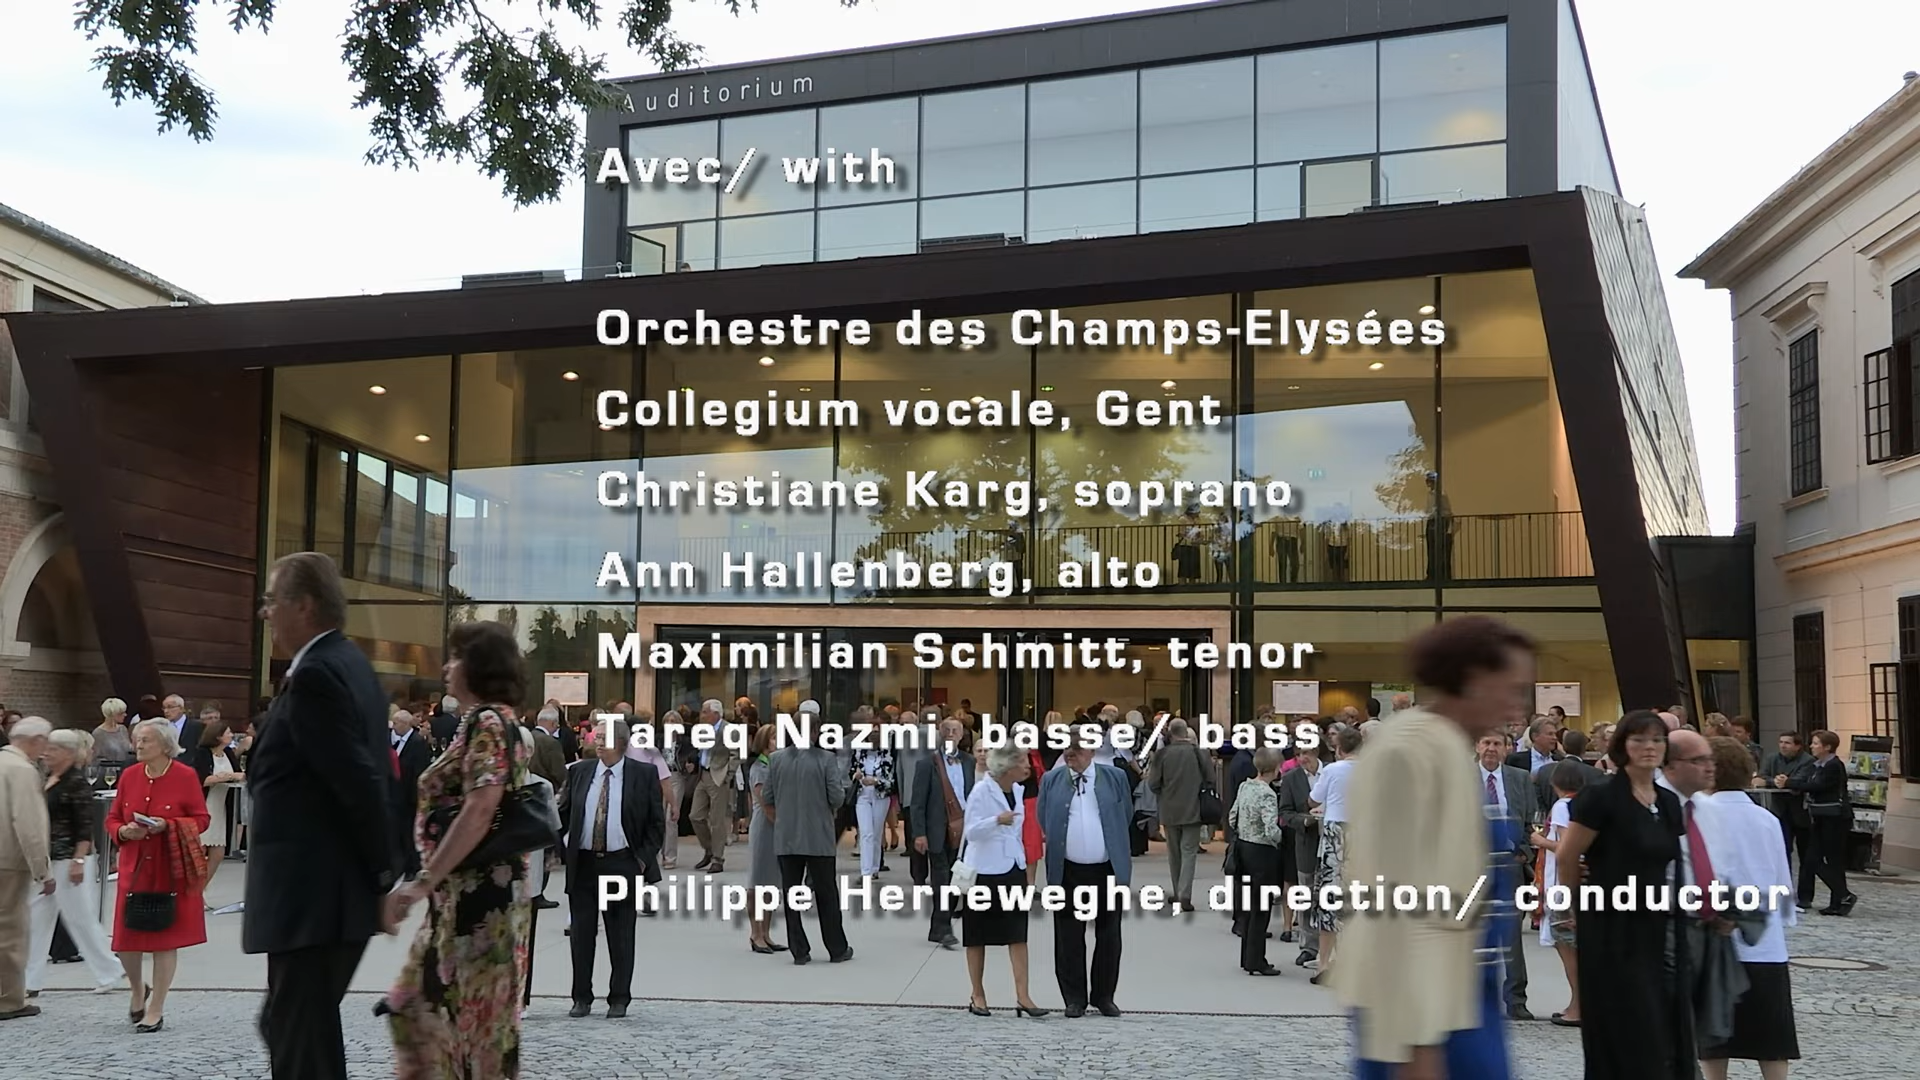 Auditorium
Avec/ with
Orchestre des Champs-Elysées
Collegium vocale, Gent
Christiane Karg, soprano
Ann Hallenberg, alto
Maximilian Schmitt, tenor
Tareq Nazmi, basse/ bass
Philippe Herreweghe, direction/ conductor